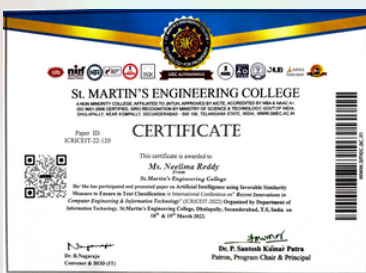 UGC AUTONOMOUS
St. MARTIN'S ENGINEERING COLLEGE
A NON MINORITY COLLEGE, AFFILIATED TO JNTUH, APPROVED BY AICTE, ACCREDITED BY NBA & NAAC A+,
ISO 9001:2008 CERTIFIED, SIRO RECOGNITION BY MINISTRY OF SCIENCE & TECHNOLOGY, GOVT OF INDIA.
DHULAPALLY, NEAR KOMPALLY, SECUNDERABAD - 500 100, TELANGANA STATE, INDIA. WWW.SMEC.AC.IN
Paper ID:
ICRICEIT-22-120
CERTIFICATE
This certificate is awarded to
Ms. Neelima Reddy
From
St.Martin's Engineering College
He/ She has participated and presented paper on Artificial Intelligence using favorable Similarity
Measure to Ensure in Text Classification in International Conference on" Recent Innovations in
Computer Engineering & Information Technology" (ICRICEIT-2022) Organised by Department of
Information Technology, St.Martin's Engineering College, Dhulapally, Secunderabad, T.S, India on
18th & 19th March 2022.
www.smec.ac.in
Dr. R.Nagaraju
Convener & HOD (IT)
Dr. P. Santosh Kumar Patra
Patron, Program Chair & Principal